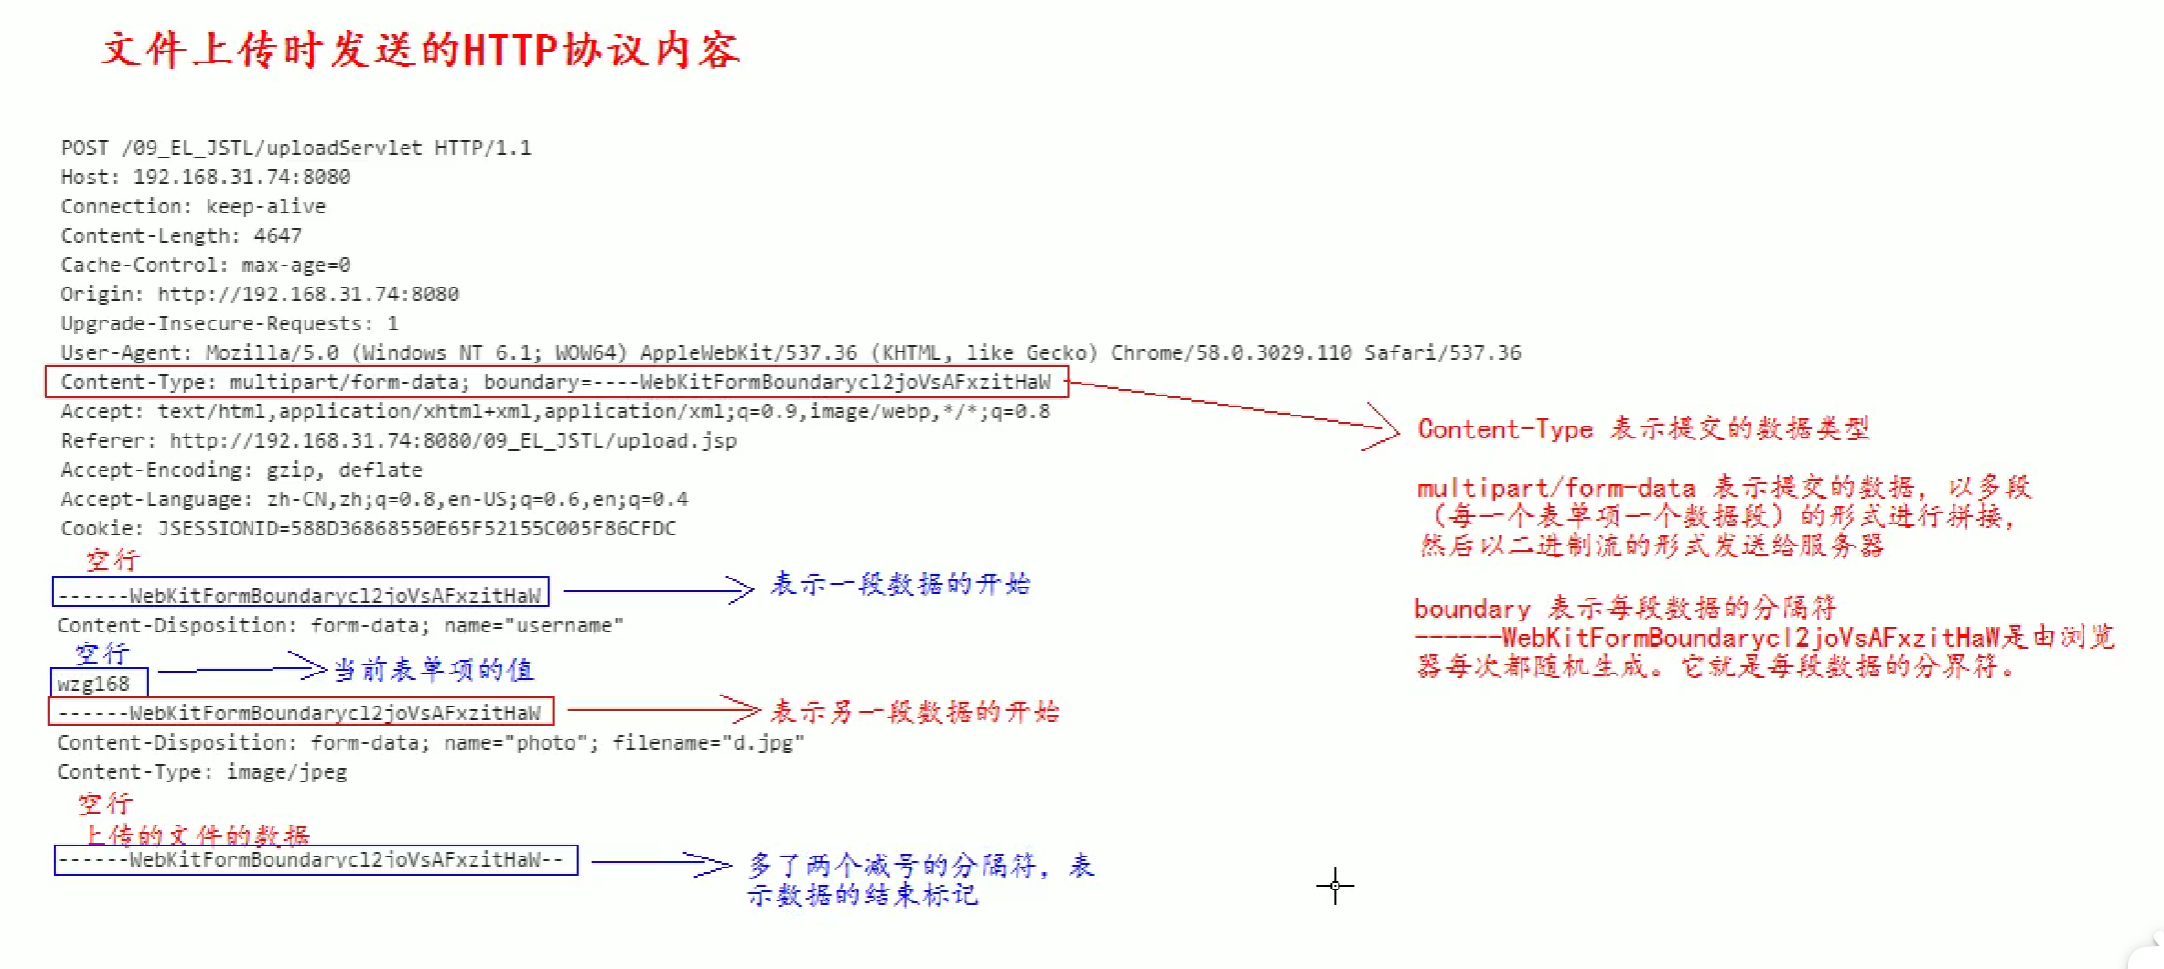 文件上传时发送的HTTP协议内容
POST /09_EL_JSTL/uploadServlet HTTP/1.1
Host: 192.168.31.74:8080
Connection: keep-alive
Content-Length: 4647
Cache-Control: max-age=0
Origin: http://192.168.31.74:8080
Upgrade-Insecure-Requests: 1
User-Agent: Mozilla/5.0 (Windows NT 6.1; WOW64) AppleWebKit/537.36 (KHTML, like Gecko) Chrome/58.0.3029.110 Safari/537.36
Content-Type: multipart/form-data; boundary=----WebKitFormBoundarycl2joVsAFxzitHaW
Accept: text/html,application/xhtml+xml,application/xml;q=0.9,image/webp,*/*;q=0.8
Referer: http://192.168.31.74:8080/09_EL_JSTL/upload.jsp
Accept-Encoding: gzip, deflate
Accept-Language: zh-CN,zh;q=0.8,en-US;q=0.6,en;q=0.4
Cookie: JSESSIONID=588D36868550E65F52155C005F86CFDC
空行
------WebKitFormBoundarycl2joVsAFxzitHaW
表示一段数据的开始
Content-Disposition: form-data; name="username"
空行
wzg168
当前表单项的值
------WebKitFormBoundarycl2joVsAFxzitHaW
表示另一段数据的开始
Content-Disposition: form-data; name="photo"; filename="d.jpg"
Content-Type: image/jpeg
空行
上传的文件的数据
------WebKitFormBoundarycl2joVsAFxzitHaW--
多了两个减号的分隔符，表
示数据的结束标记
Content-Type 表示提交的数据类型
multipart/form-data 表示提交的数据，以多段
（每一个表单项一个数据段）的形式进行拼接，
然后以二进制流的形式发送给服务器
boundary 表示每段数据的分隔符
------WebKitFormBoundarycl2joVsAFxzitHaW是由浏览
器每次都随机生成。它就是每段数据的分界符。